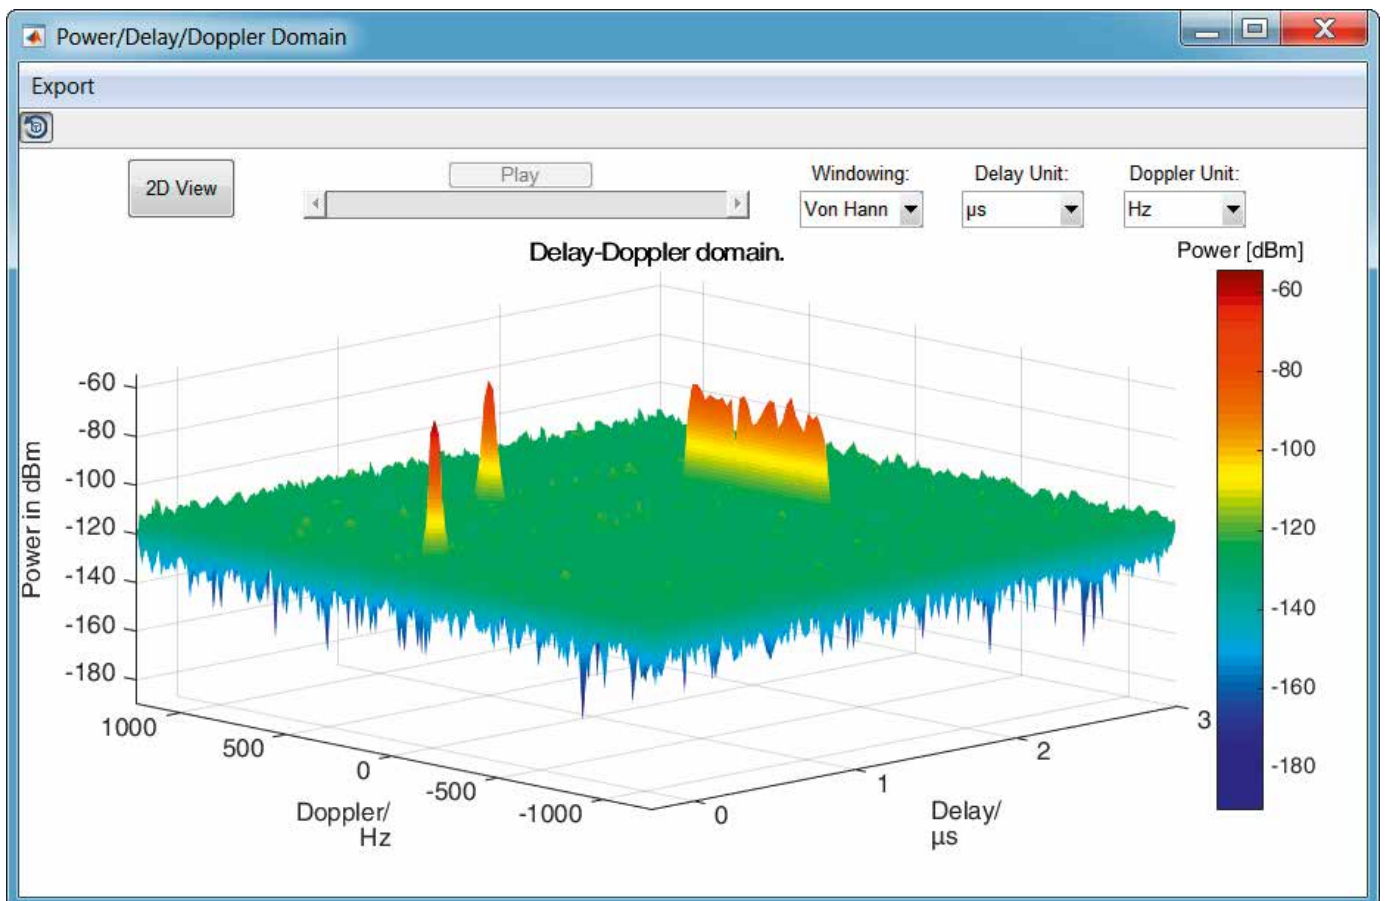 Power/Delay/Doppler Domain
Export
2D View
Play
Windowing:
Delay Unit:
Doppler Unit:
Von Hann
µs
Hz
Delay-Doppler domain.
Power [dBm]
-60
-80
-100
-120
-140
-160
-180
Power in dBm
-60
-80
-100
-120
-140
-160
-180
1000
500
0
-500
-1000
Doppler/
Hz
0
1
2
3
Delay/
µs